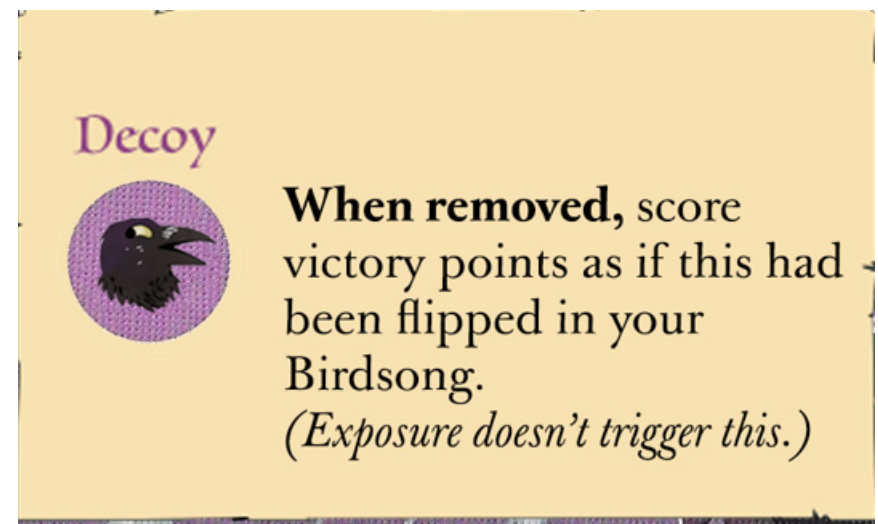 Decoy
When removed, score
victory points as if this had
been flipped in your
Birdsong.
(Exposure doesn't trigger this.)